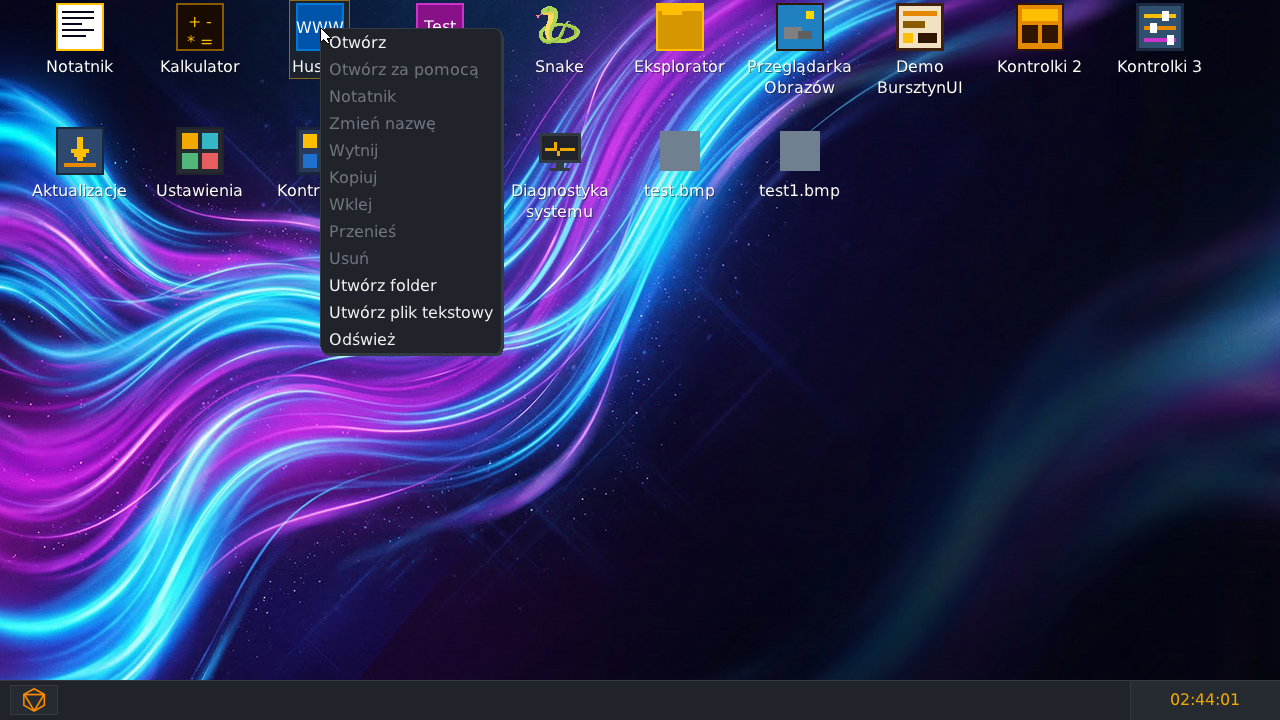 + -
* =
WWW
Test
Notatnik
Kalkulator
Snake
Eksplorator
Przeglądarka
Obrazów
Demo
BursztynUI
Kontrolki 2
Kontrolki 3
Otwórz
Otwórz za pomocą
Notatnik
Zmień nazwę
Wytnij
Kopiuj
Wklej
Przenieś
Usuń
Utwórz folder
Utwórz plik tekstowy
Odśwież
Aktualizacje
Ustawienia
Diagnostyka
systemu
test.bmp
test1.bmp
02:44:01